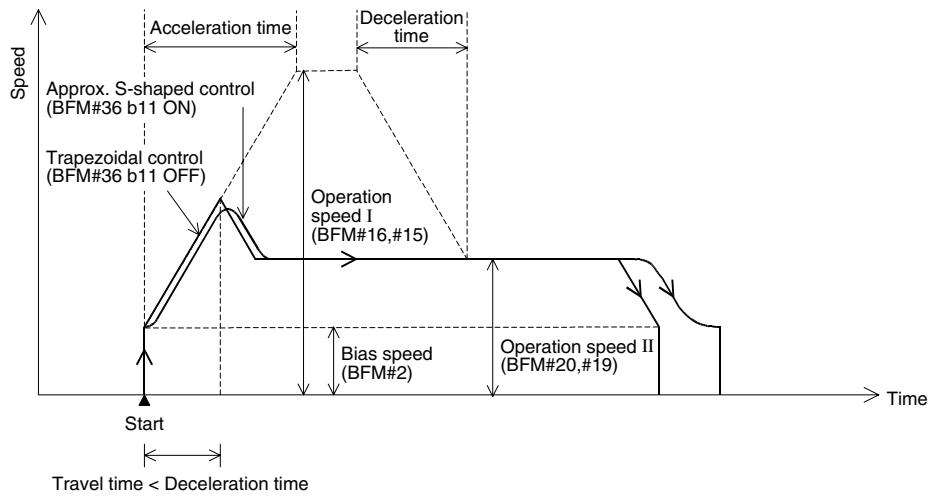 Speed
Acceleration time
Deceleration
time
Approx. S-shaped control
(BFM#36 b11 ON)
Trapezoidal control
(BFM#36 b11 OFF)
Operation
speed I
(BFM#16,#15)
Bias speed
(BFM#2)
Operation speed II
(BFM#20,#19)
Time
Start
Travel time < Deceleration time